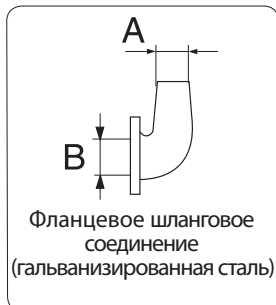 A
B
Фланцевое шланговое
соединение
(гальванизированная сталь)